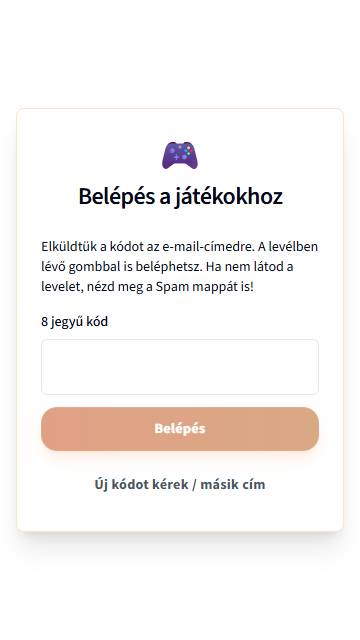 Belépés a játékokhoz
Elküldtük a kódot az e-mail-címedre. A levélben
lévő gombbal is beléphetsz. Ha nem látod a
levelet, nézd meg a Spam mappát is!
8 jegyű kód
Belépés
Új kódot kérek / másik cím